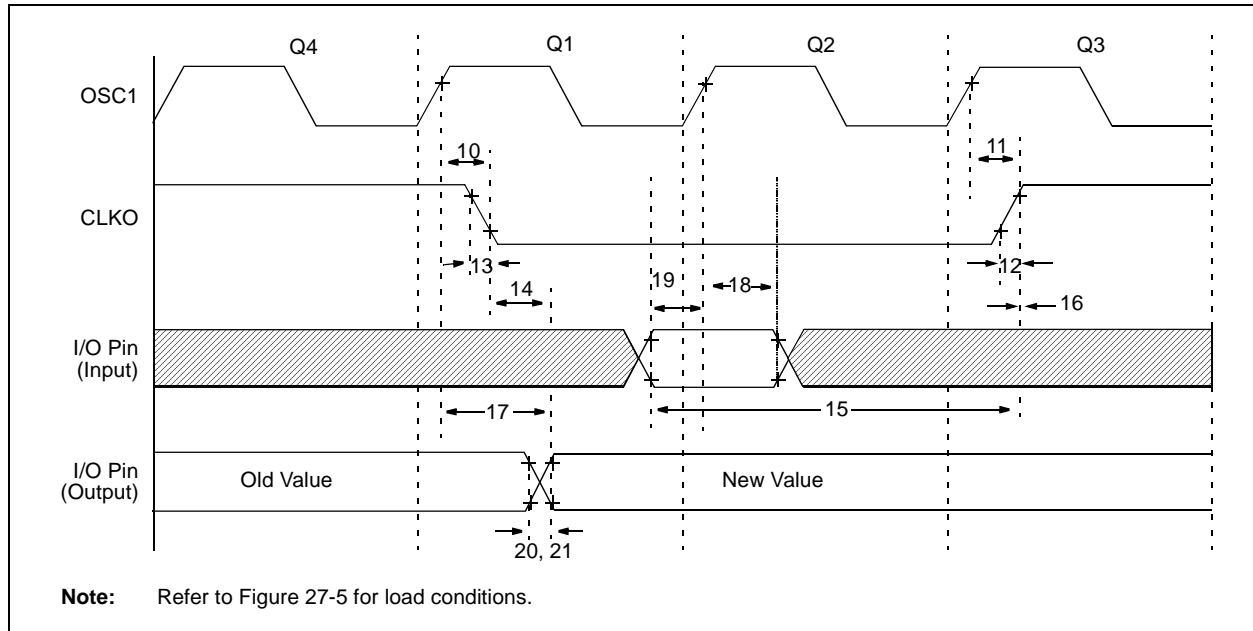 Q4 Q1 Q2 Q3
OSC1
10 11
CLKO
13 12
14 19 18 16
I/O Pin
(Input)
17 15
I/O Pin
(Output)
Old Value New Value
20, 21
Note: Refer to Figure 27-5 for load conditions.